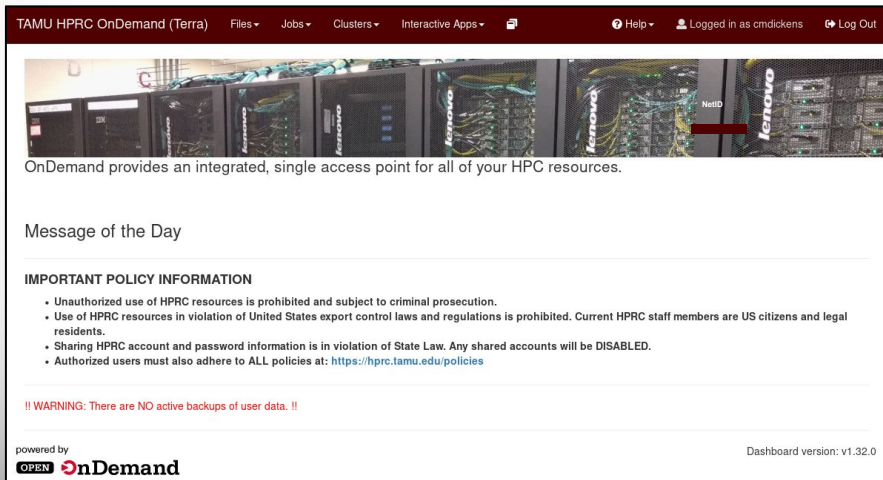 TAMU HPRC OnDemand (Terra) Files Jobs Clusters Interactive Apps Help Logged in as cmdickens Log Out
lenovo lenovo lenovo lenovo
IBM
NetID
OnDemand provides an integrated, single access point for all of your HPC resources.
Message of the Day
IMPORTANT POLICY INFORMATION
• Unauthorized use of HPRC resources is prohibited and subject to criminal prosecution.
• Use of HPRC resources in violation of United States export control laws and regulations is prohibited. Current HPRC staff members are US citizens and legal
residents.
• Sharing HPRC account and password information is in violation of State Law. Any shared accounts will be DISABLED.
• Authorized users must also adhere to ALL policies at: https://hprc.tamu.edu/policies
!! WARNING: There are NO active backups of user data. !!
powered by
OPEN OnDemand
Dashboard version: v1.32.0